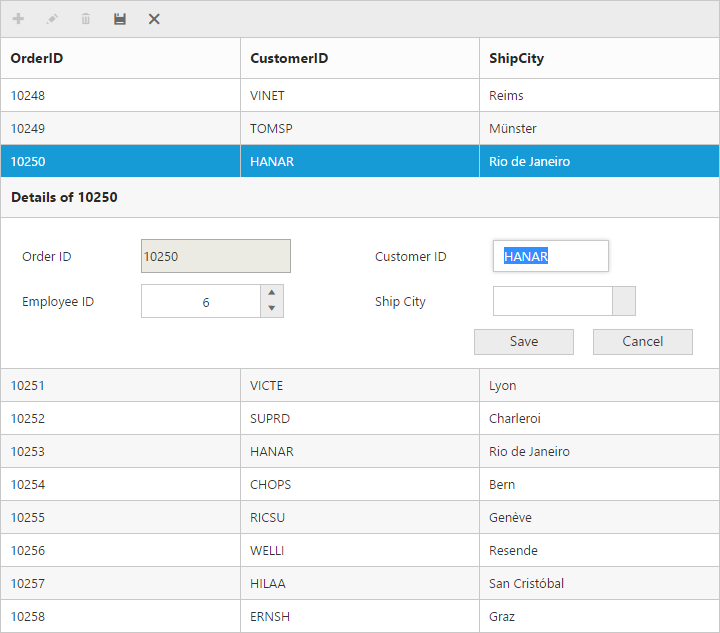 OrderID CustomerID ShipCity
10248 VINET Reims
10249 TOMSP Münster
10250 HANAR Rio de Janeiro
Details of 10250
Order ID 10250 Customer ID HANAR
Employee ID 6 Ship City
Save Cancel
10251 VICTE Lyon
10252 SUPRD Charleroi
10253 HANAR Rio de Janeiro
10254 CHOPS Bern
10255 RICSU Genève
10256 WELLI Resende
10257 HILAA San Cristóbal
10258 ERNSH Graz